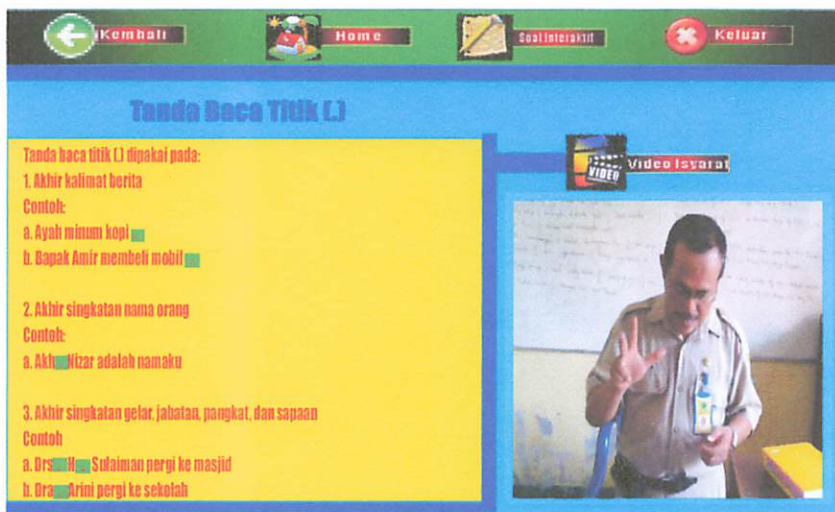 Kembali
Home
Soal Interaktif
Keluar
Tanda Baca Titik (.)
Tanda baca titik (.) dipakai pada:
1. Akhir kalimat berita
Contoh:
a. Ayah minum kopi
b. Bapak Amir membeli mobil
2. Akhir singkatan nama orang
Contoh:
a. Akh Nizar adalah namaku
3. Akhir singkatan gelar, jabatan, pangkat, dan sapaan
Contoh
a. Drs H Sulaiman pergi ke masjid
b. Dra Arini pergi ke sekolah
VIDEO
Video Isyarat